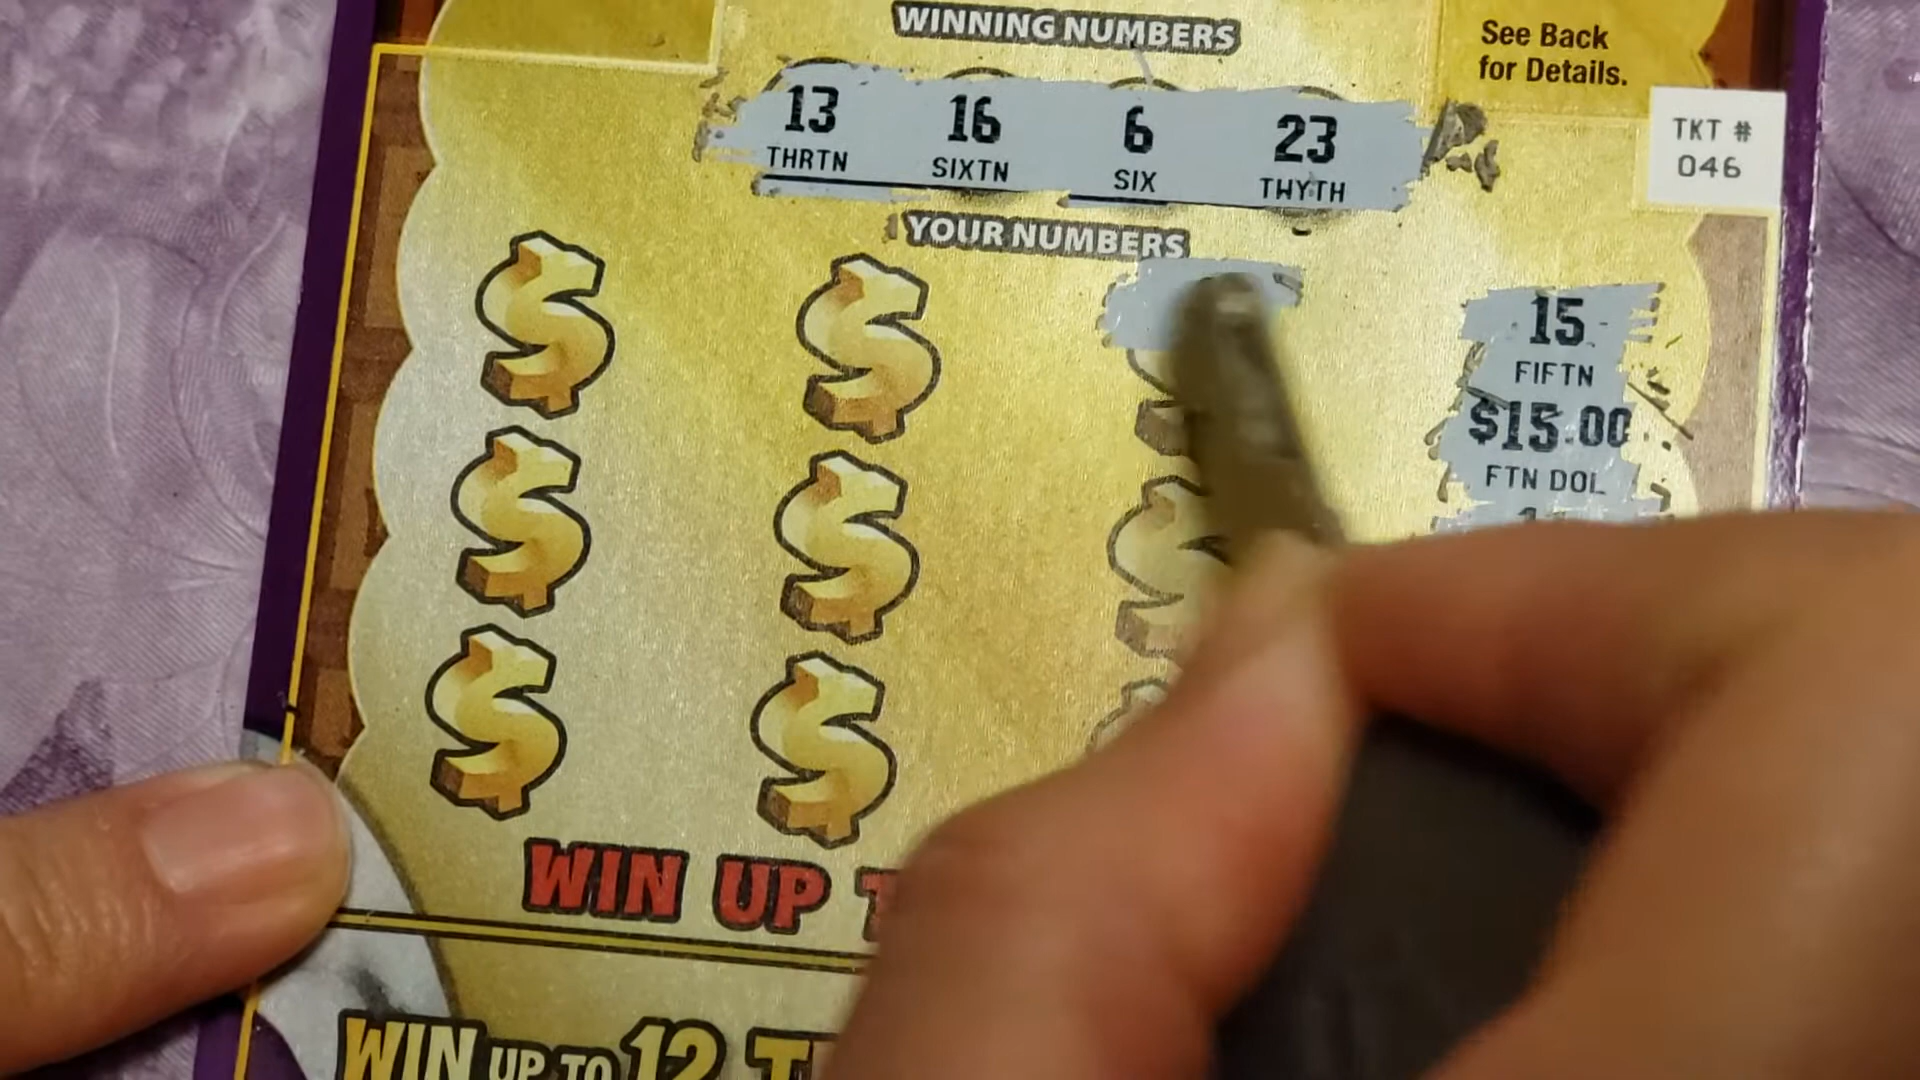 WINNING NUMBERS
See Back
for Details.
13 16 6 23
THRTN SIXTN SIX TWYTH
TKT #
046
YOUR NUMBERS
15
FIFTN
$15.00
FTN DOL
WIN UP
WIN UP TO 12